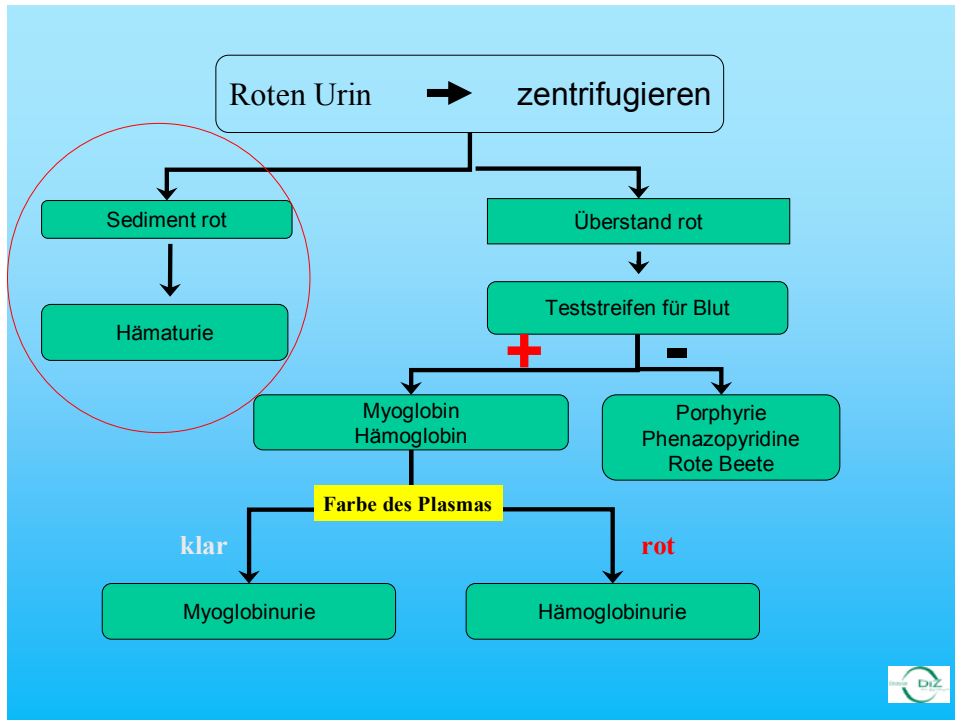 Roten Urin → zentrifugieren
Sediment rot
Überstand rot
Hämaturie
Teststreifen für Blut
+ -
Myoglobin
Hämoglobin
Porphyrie
Phenazopyridine
Rote Beete
Farbe des Plasmas
klar
rot
Myoglobinurie
Hämoglobinurie
DiZ